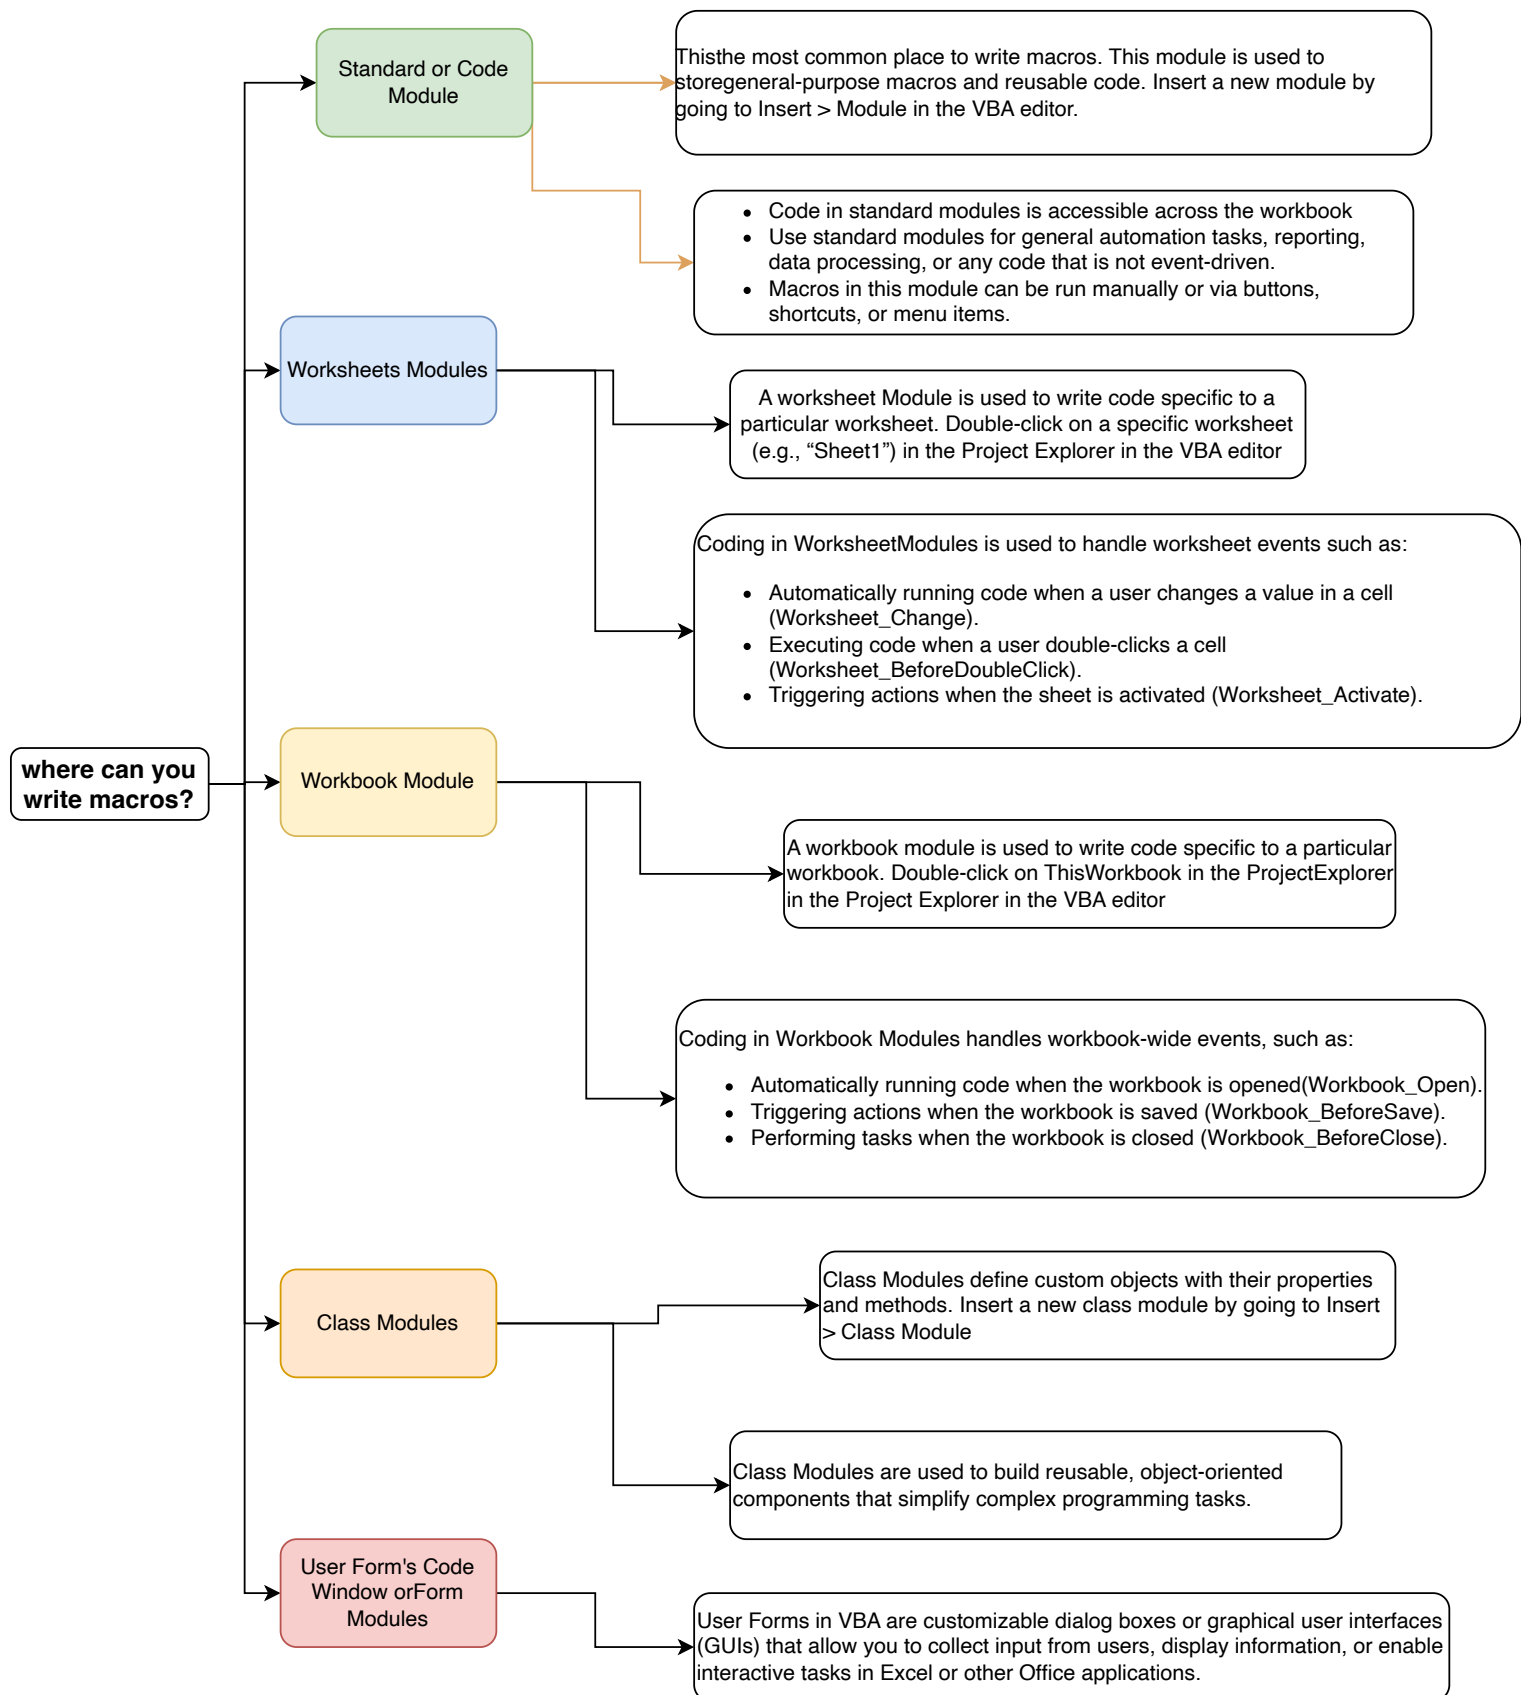 Standard or Code
Module
Thisthe most common place to write macros. This module is used to
storegeneral-purpose macros and reusable code. Insert a new module by
going to Insert > Module in the VBA editor.
• Code in standard modules is accessible across the workbook
• Use standard modules for general automation tasks, reporting,
data processing, or any code that is not event-driven.
• Macros in this module can be run manually or via buttons,
shortcuts, or menu items.
Worksheets Modules
A worksheet Module is used to write code specific to a
particular worksheet. Double-click on a specific worksheet
(e.g., “Sheet1”) in the Project Explorer in the VBA editor
Coding in WorksheetModules is used to handle worksheet events such as:
• Automatically running code when a user changes a value in a cell
(Worksheet_Change).
• Executing code when a user double-clicks a cell
(Worksheet_BeforeDoubleClick).
• Triggering actions when the sheet is activated (Worksheet_Activate).
where can you
write macros?
Workbook Module
A workbook module is used to write code specific to a particular
workbook. Double-click on ThisWorkbook in the ProjectExplorer
in the Project Explorer in the VBA editor
Coding in Workbook Modules handles workbook-wide events, such as:
• Automatically running code when the workbook is opened(Workbook_Open).
• Triggering actions when the workbook is saved (Workbook_BeforeSave).
• Performing tasks when the workbook is closed (Workbook_BeforeClose).
Class Modules
Class Modules define custom objects with their properties
and methods. Insert a new class module by going to Insert
> Class Module
Class Modules are used to build reusable, object-oriented
components that simplify complex programming tasks.
User Form's Code
Window orForm
Modules
User Forms in VBA are customizable dialog boxes or graphical user interfaces
(GUIs) that allow you to collect input from users, display information, or enable
interactive tasks in Excel or other Office applications.